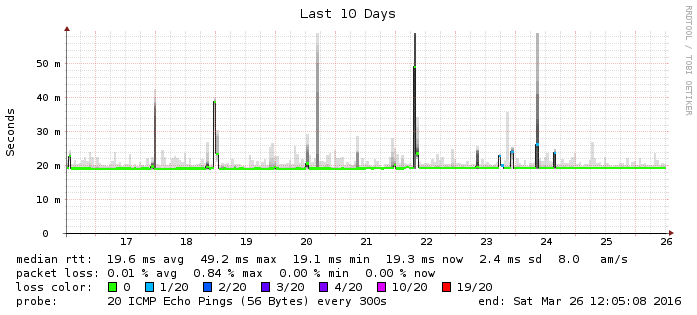 Last 10 Days
RRDTOOL / TOBI OETIKER
Seconds
50 m
40 m
30 m
20 m
10 m
0
17 18 19 20 21 22 23 24 25 26
median rtt: 19.6 ms avg 49.2 ms max 19.1 ms min 19.3 ms now 2.4 ms sd 8.0 am/s
packet loss: 0.01 % avg 0.84 % max 0.00 % min 0.00 % now
loss color: 0 1/20 2/20 3/20 4/20 10/20 19/20
probe: 20 ICMP Echo Pings (56 Bytes) every 300s end: Sat Mar 26 12:05:08 2016